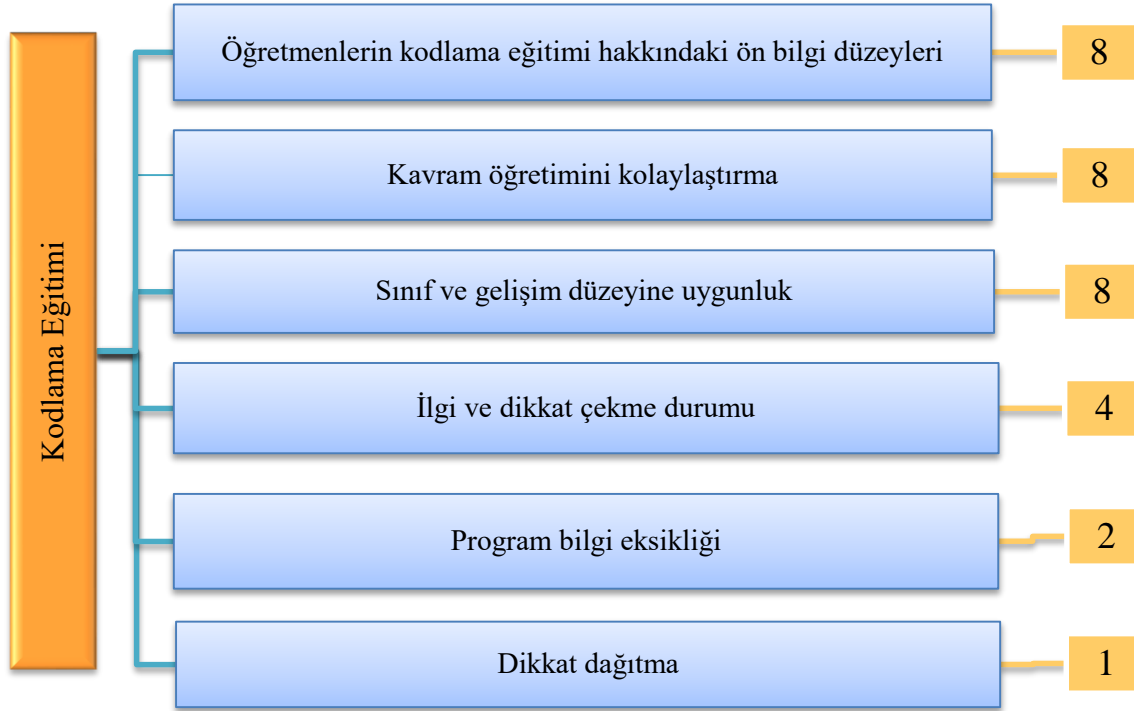 Kodlama Eğitimi
Öğretmenlerin kodlama eğitimi hakkındaki ön bilgi düzeyleri
8
Kavram öğretimini kolaylaştırma
8
Sınıf ve gelişim düzeyine uygunluk
8
İlgi ve dikkat çekme durumu
4
Program bilgi eksikliği
2
Dikkat dağıtma
1